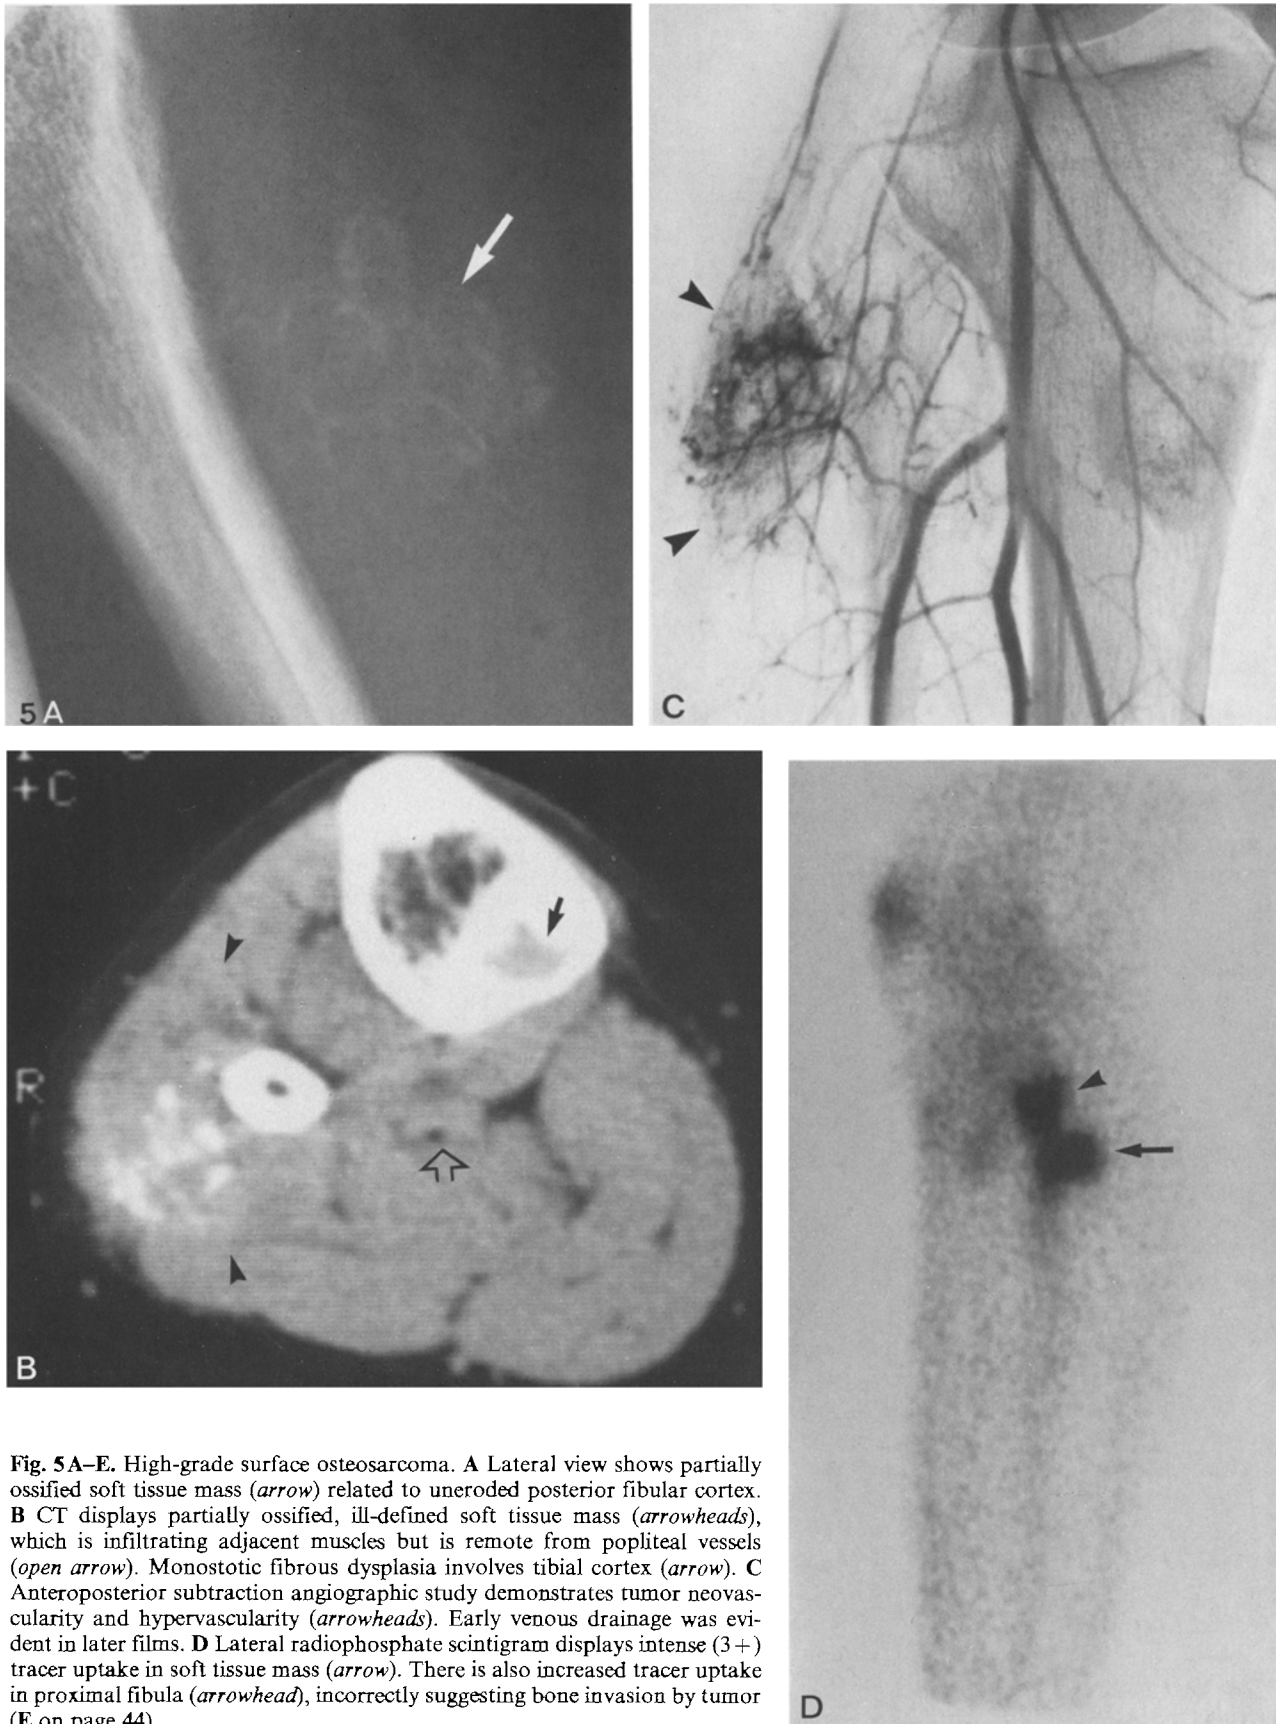 5 A
C
+C
R
B
D
Fig. 5 A–E. High-grade surface osteosarcoma. A Lateral view shows partially
ossified soft tissue mass (arrow) related to uneroded posterior fibular cortex.
B CT displays partially ossified, ill-defined soft tissue mass (arrowheads),
which is infiltrating adjacent muscles but is remote from popliteal vessels
(open arrow). Monostotic fibrous dysplasia involves tibial cortex (arrow). C
Anteroposterior subtraction angiographic study demonstrates tumor neovas-
cularity and hypervascularity (arrowheads). Early venous drainage was evi-
dent in later films. D Lateral radiophosphate scintigram displays intense (3+)
tracer uptake in soft tissue mass (arrow). There is also increased tracer uptake
in proximal fibula (arrowhead), incorrectly suggesting bone invasion by tumor
(E on page 44)